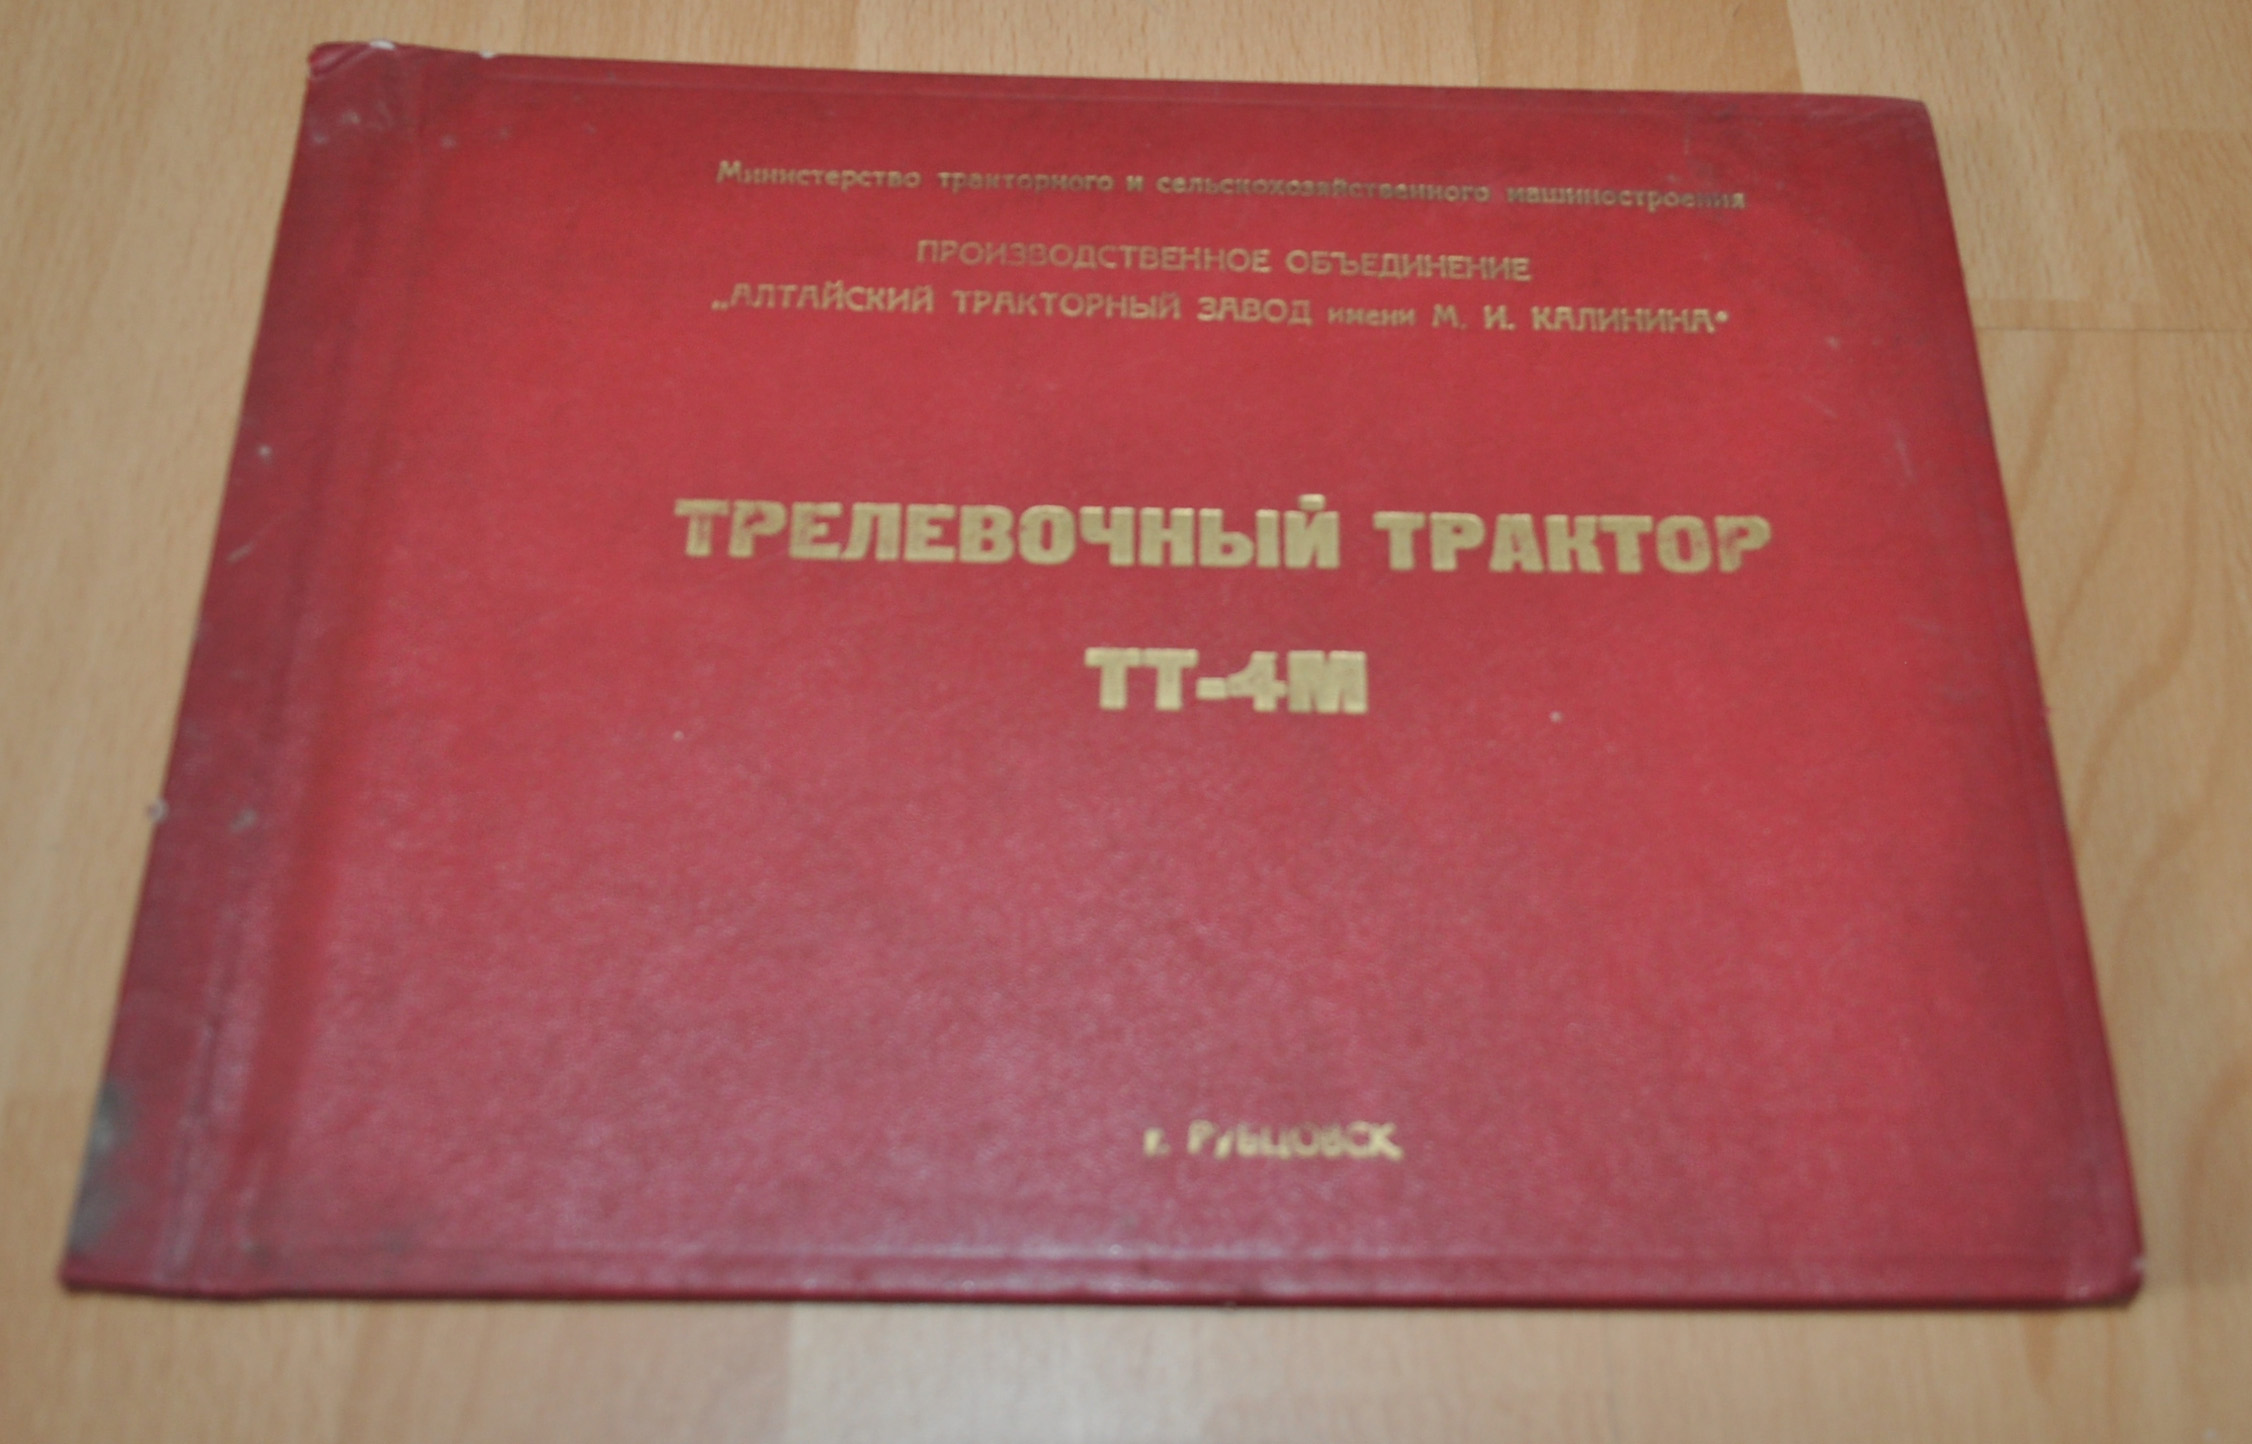 Министерство тракторного и сельскохозяйственного машиностроения
ПРОИЗВОДСТВЕННОЕ ОБЪЕДИНЕНИЕ
„АЛТАЙСКИЙ ТРАКТОРНЫЙ ЗАВОД имени М. И. КАЛИНИНА"
ТРЕЛЕВОЧНЫЙ ТРАКТОР
ТТ-4М
г. РУБЦОВСК